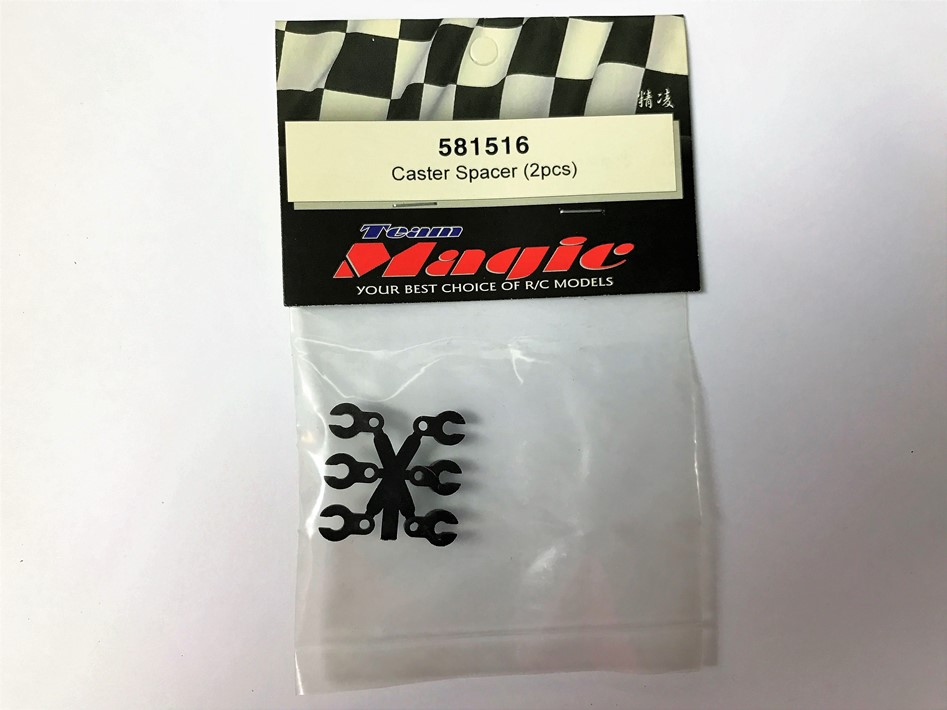 精凌
581516
Caster Spacer (2pcs)
Team
Magic
YOUR BEST CHOICE OF R/C MODELS